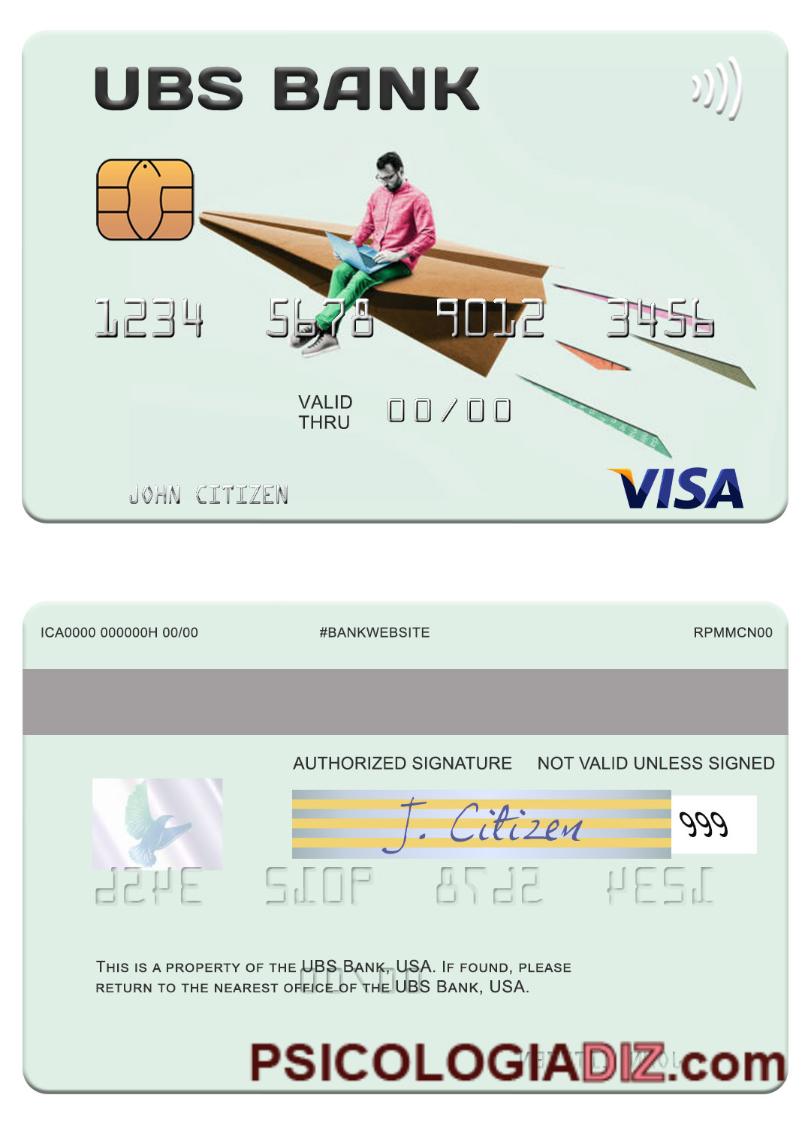 UBS BANK
1234 5678 9012 3456
VALID
THRU 00/00
JOHN CITIZEN
VISA
ICA0000 000000H 00/00 #BANKWEBSITE RPMMCN00
AUTHORIZED SIGNATURE NOT VALID UNLESS SIGNED
J. Citizen 999
THIS IS A PROPERTY OF THE UBS BANK, USA. IF FOUND, PLEASE
RETURN TO THE NEAREST OFFICE OF THE UBS BANK, USA.
PSICOLOGIADIZ.com